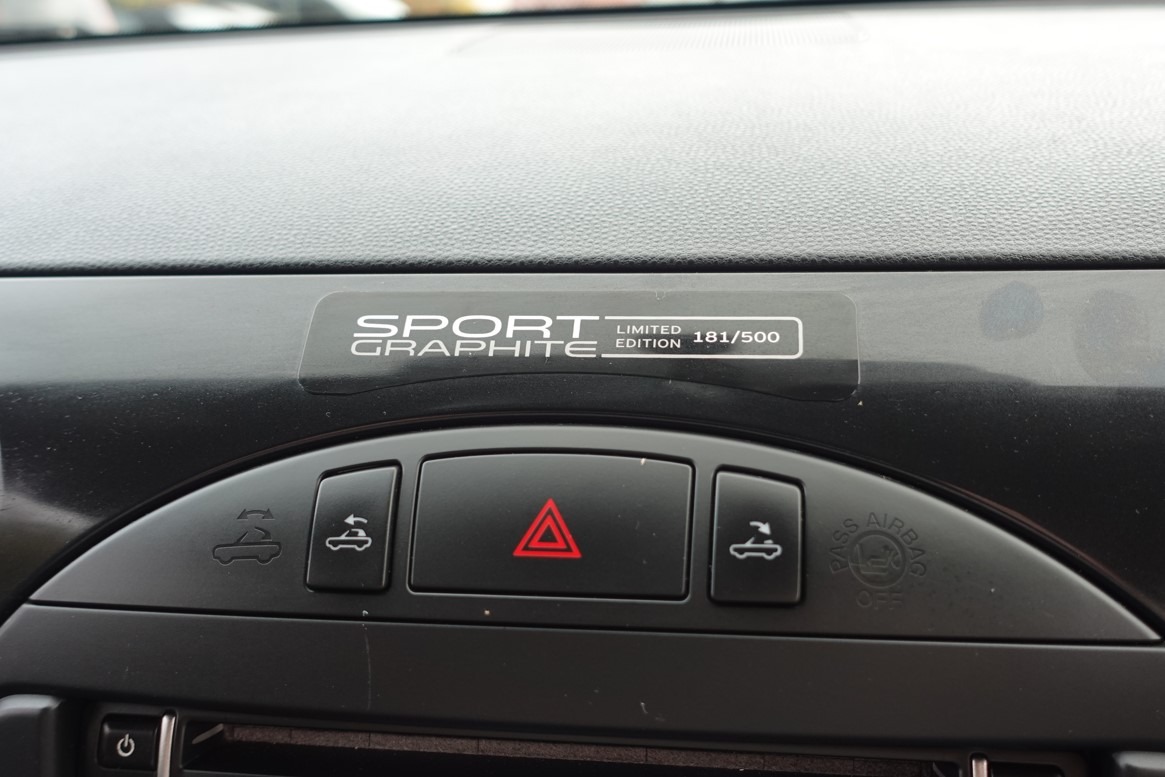 SPORT
GRAPHITE
LIMITED
EDITION
181/500
PASS AIRBAG
OFF